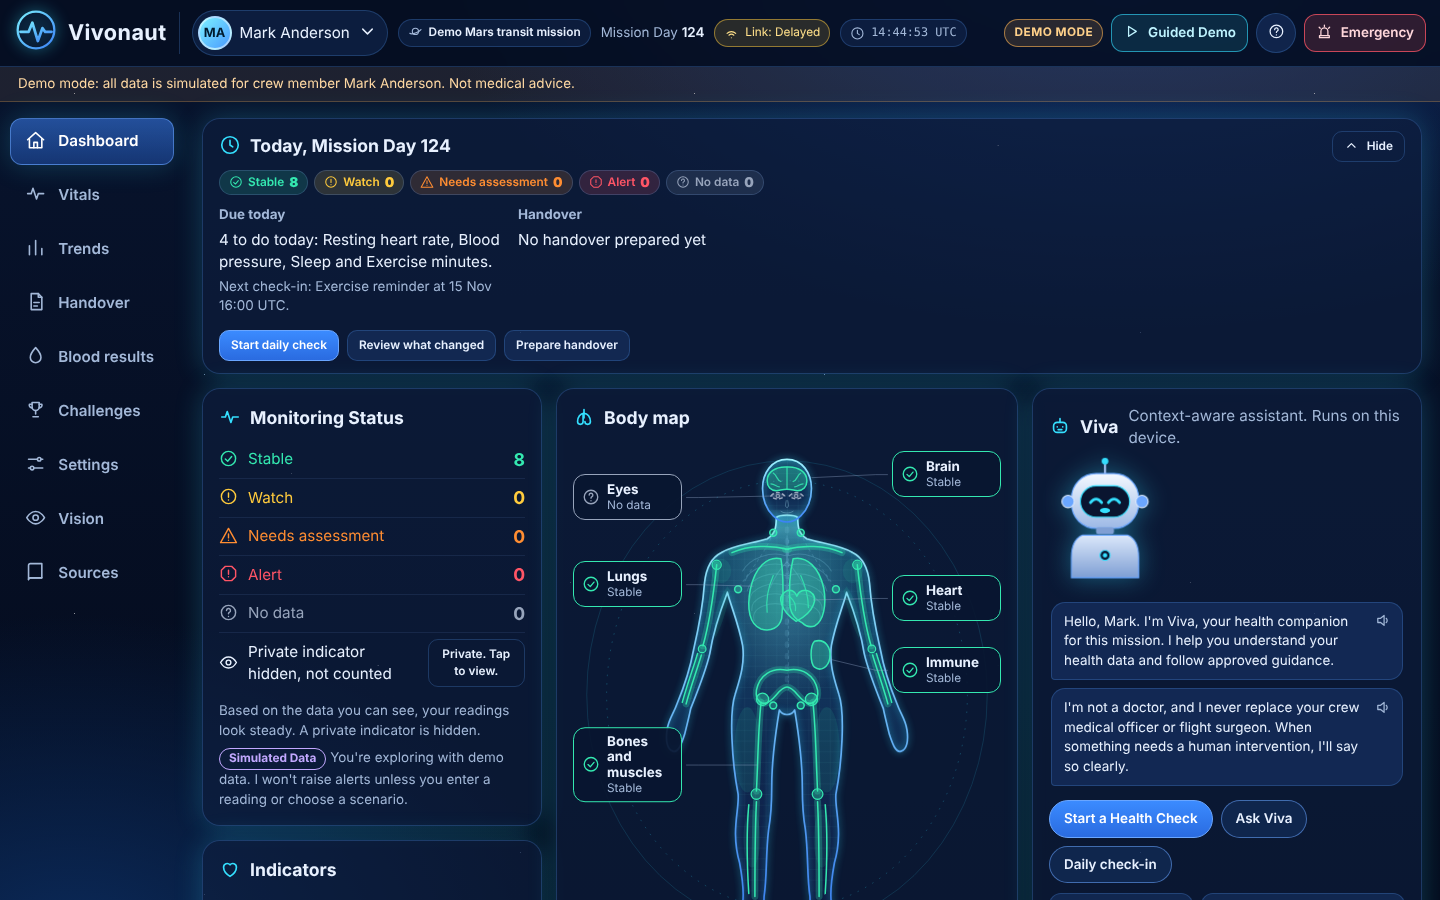 Vivonaut
MA
Mark Anderson
Demo Mars transit mission
Mission Day 124
Link: Delayed
14:44:53 UTC
DEMO MODE
Guided Demo
Emergency
Demo mode: all data is simulated for crew member Mark Anderson. Not medical advice.
Dashboard
Vitals
Trends
Handover
Blood results
Challenges
Settings
Vision
Sources
Today, Mission Day 124
Hide
Stable 8
Watch 0
Needs assessment 0
Alert 0
No data 0
Due today
4 to do today: Resting heart rate, Blood
pressure, Sleep and Exercise minutes.
Next check-in: Exercise reminder at 15 Nov
16:00 UTC.
Handover
No handover prepared yet
Start daily check
Review what changed
Prepare handover
Monitoring Status
Stable 8
Watch 0
Needs assessment 0
Alert 0
No data 0
Private indicator
hidden, not counted
Private. Tap
to view.
Based on the data you can see, your readings
look steady. A private indicator is hidden.
Simulated Data You're exploring with demo
data. I won't raise alerts unless you enter a
reading or choose a scenario.
Indicators
Body map
Eyes
No data
Brain
Stable
Lungs
Stable
Heart
Stable
Immune
Stable
Bones
and
muscles
Stable
Viva
Context-aware assistant. Runs on this
device.
Hello, Mark. I'm Viva, your health companion
for this mission. I help you understand your
health data and follow approved guidance.
I'm not a doctor, and I never replace your crew
medical officer or flight surgeon. When
something needs a human intervention, I'll say
so clearly.
Start a Health Check
Ask Viva
Daily check-in